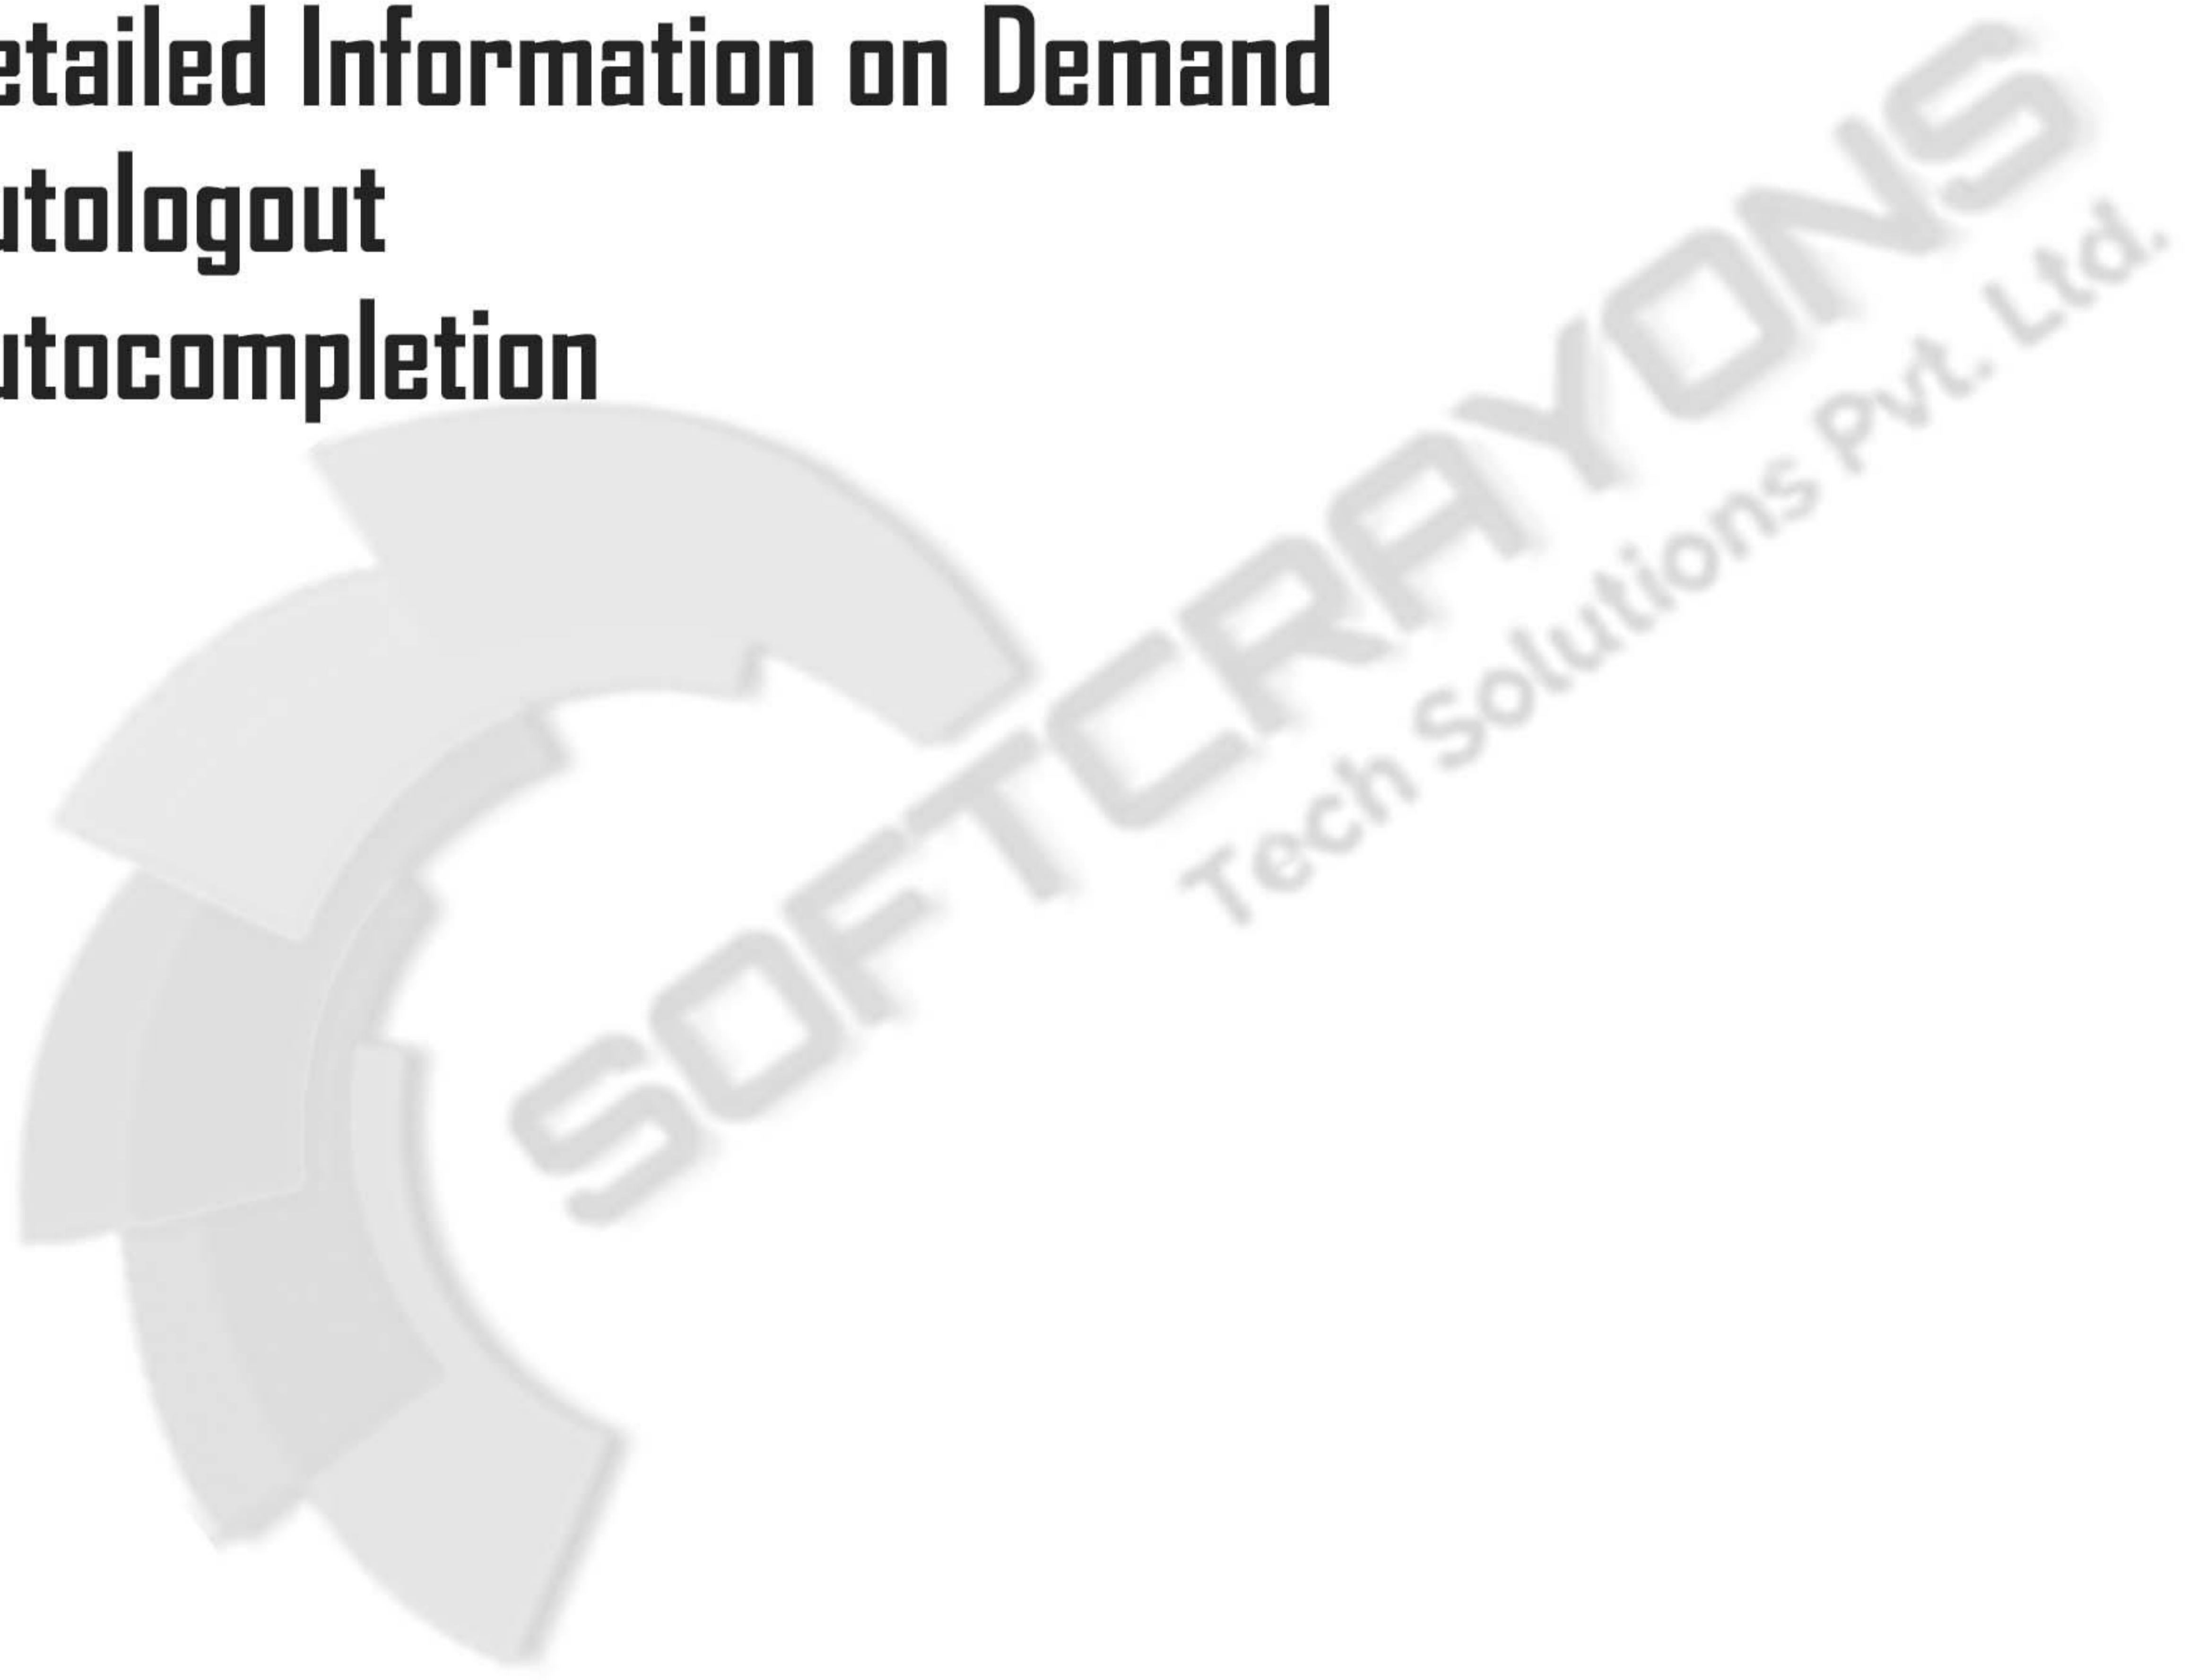 etailed Information on Demand
utologout
utocompletion
SOFTCRAYONS
Tech Solutions Pvt. Ltd.